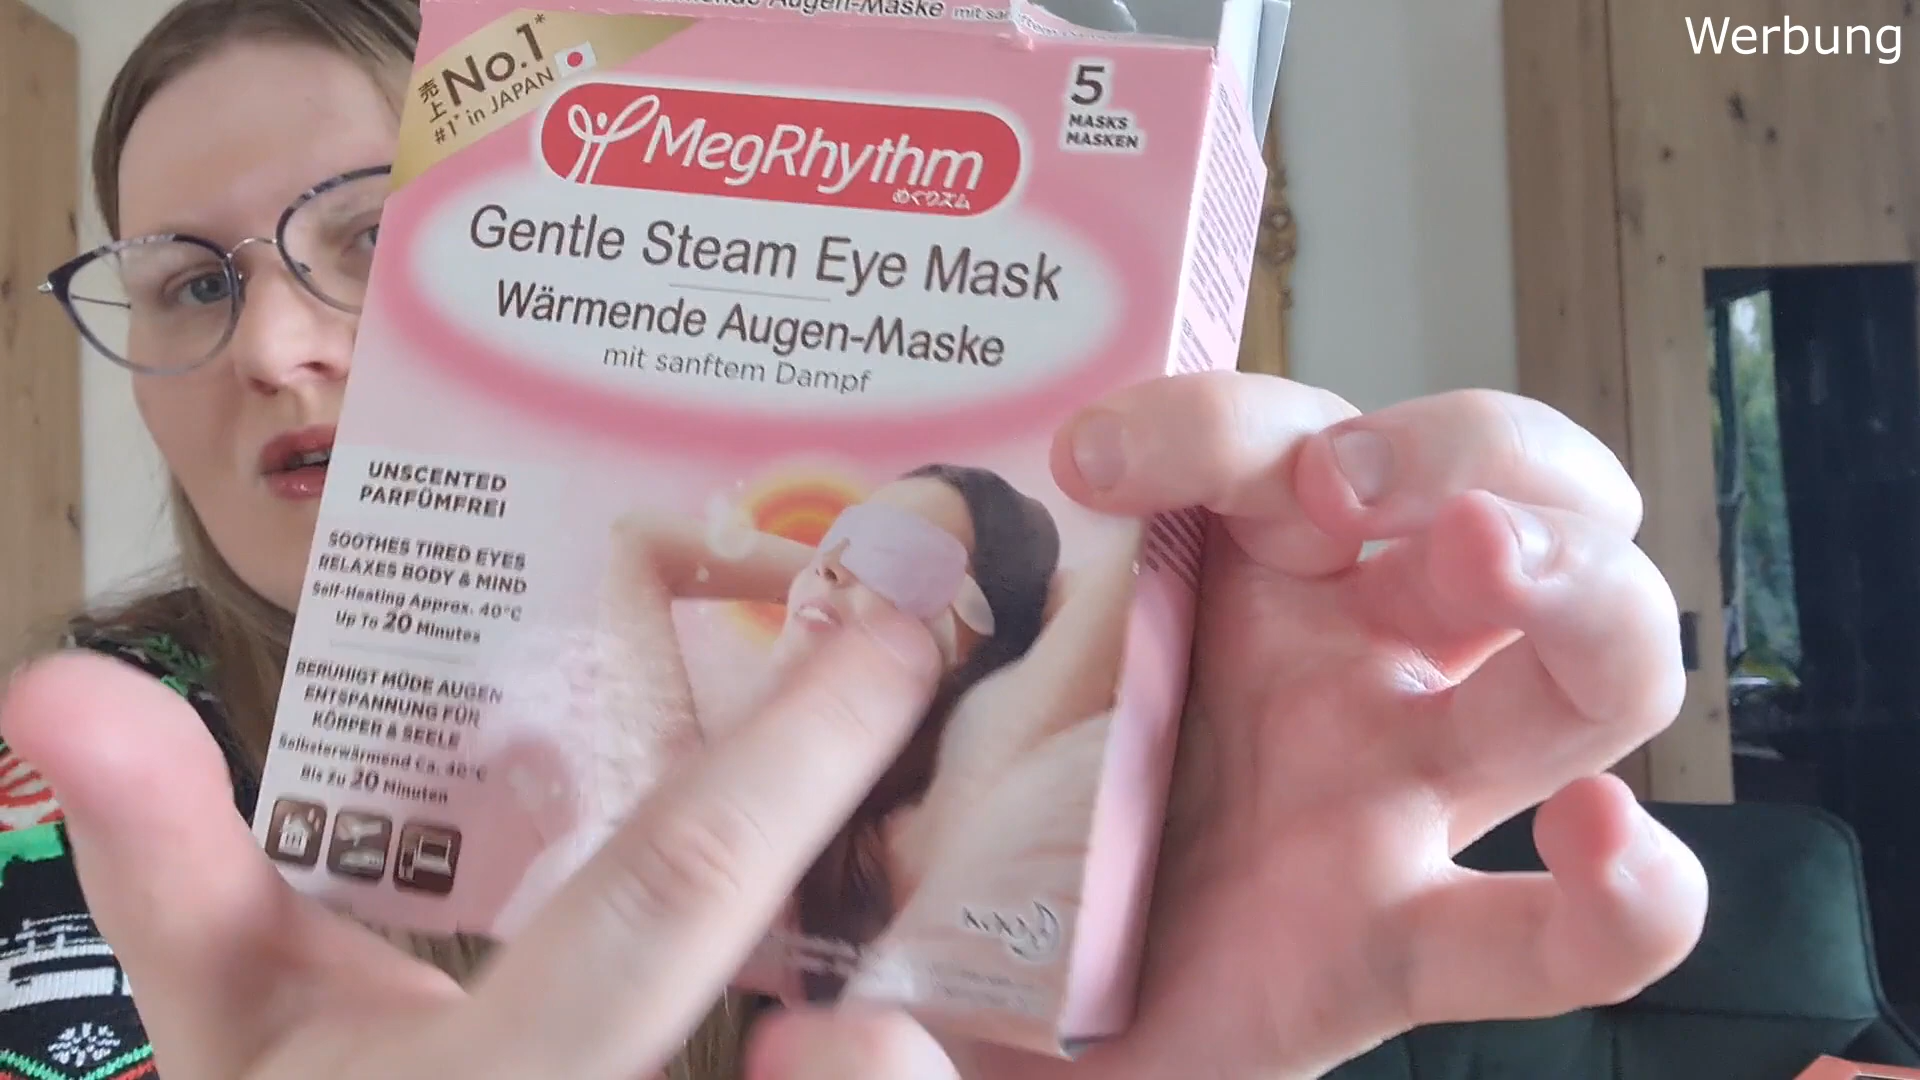 Werbung
Augen-Maske
売上 No.1*
#1* in JAPAN
5
MASKS
MASKEN
MegRhythm
めぐりズム
Gentle Steam Eye Mask
Wärmende Augen-Maske
mit sanftem Dampf
UNSCENTED
PARFÜMFREI
SOOTHES TIRED EYES
RELAXES BODY & MIND
Self-Heating Approx. 40°C
Up To 20 Minutes
BERUHIGT MÜDE AUGEN
ENTSPANNUNG FÜR
KÖRPER & SEELE
Selbsterwärmend Ca. 40°C
Bis zu 20 Minuten